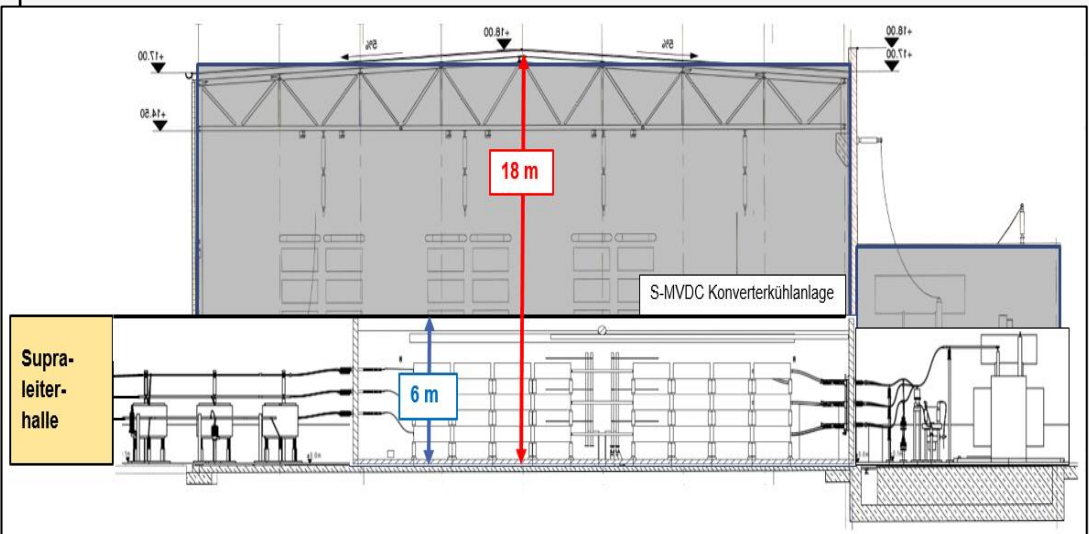 +18.00
+17.00
5%
5%
+18.00
+17.00
+14.50
18 m
S-MVDC Konverterkühlanlage
Supra-
leiter-
halle
6 m